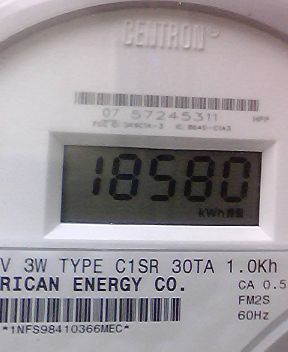 CENTRON®
07 57245311
18580
kWh
V 3W TYPE C1SR 30TA 1.0Kh
RICAN ENERGY CO. CA 0.5
FM2S
*1NFS98410366MEC* 60Hz